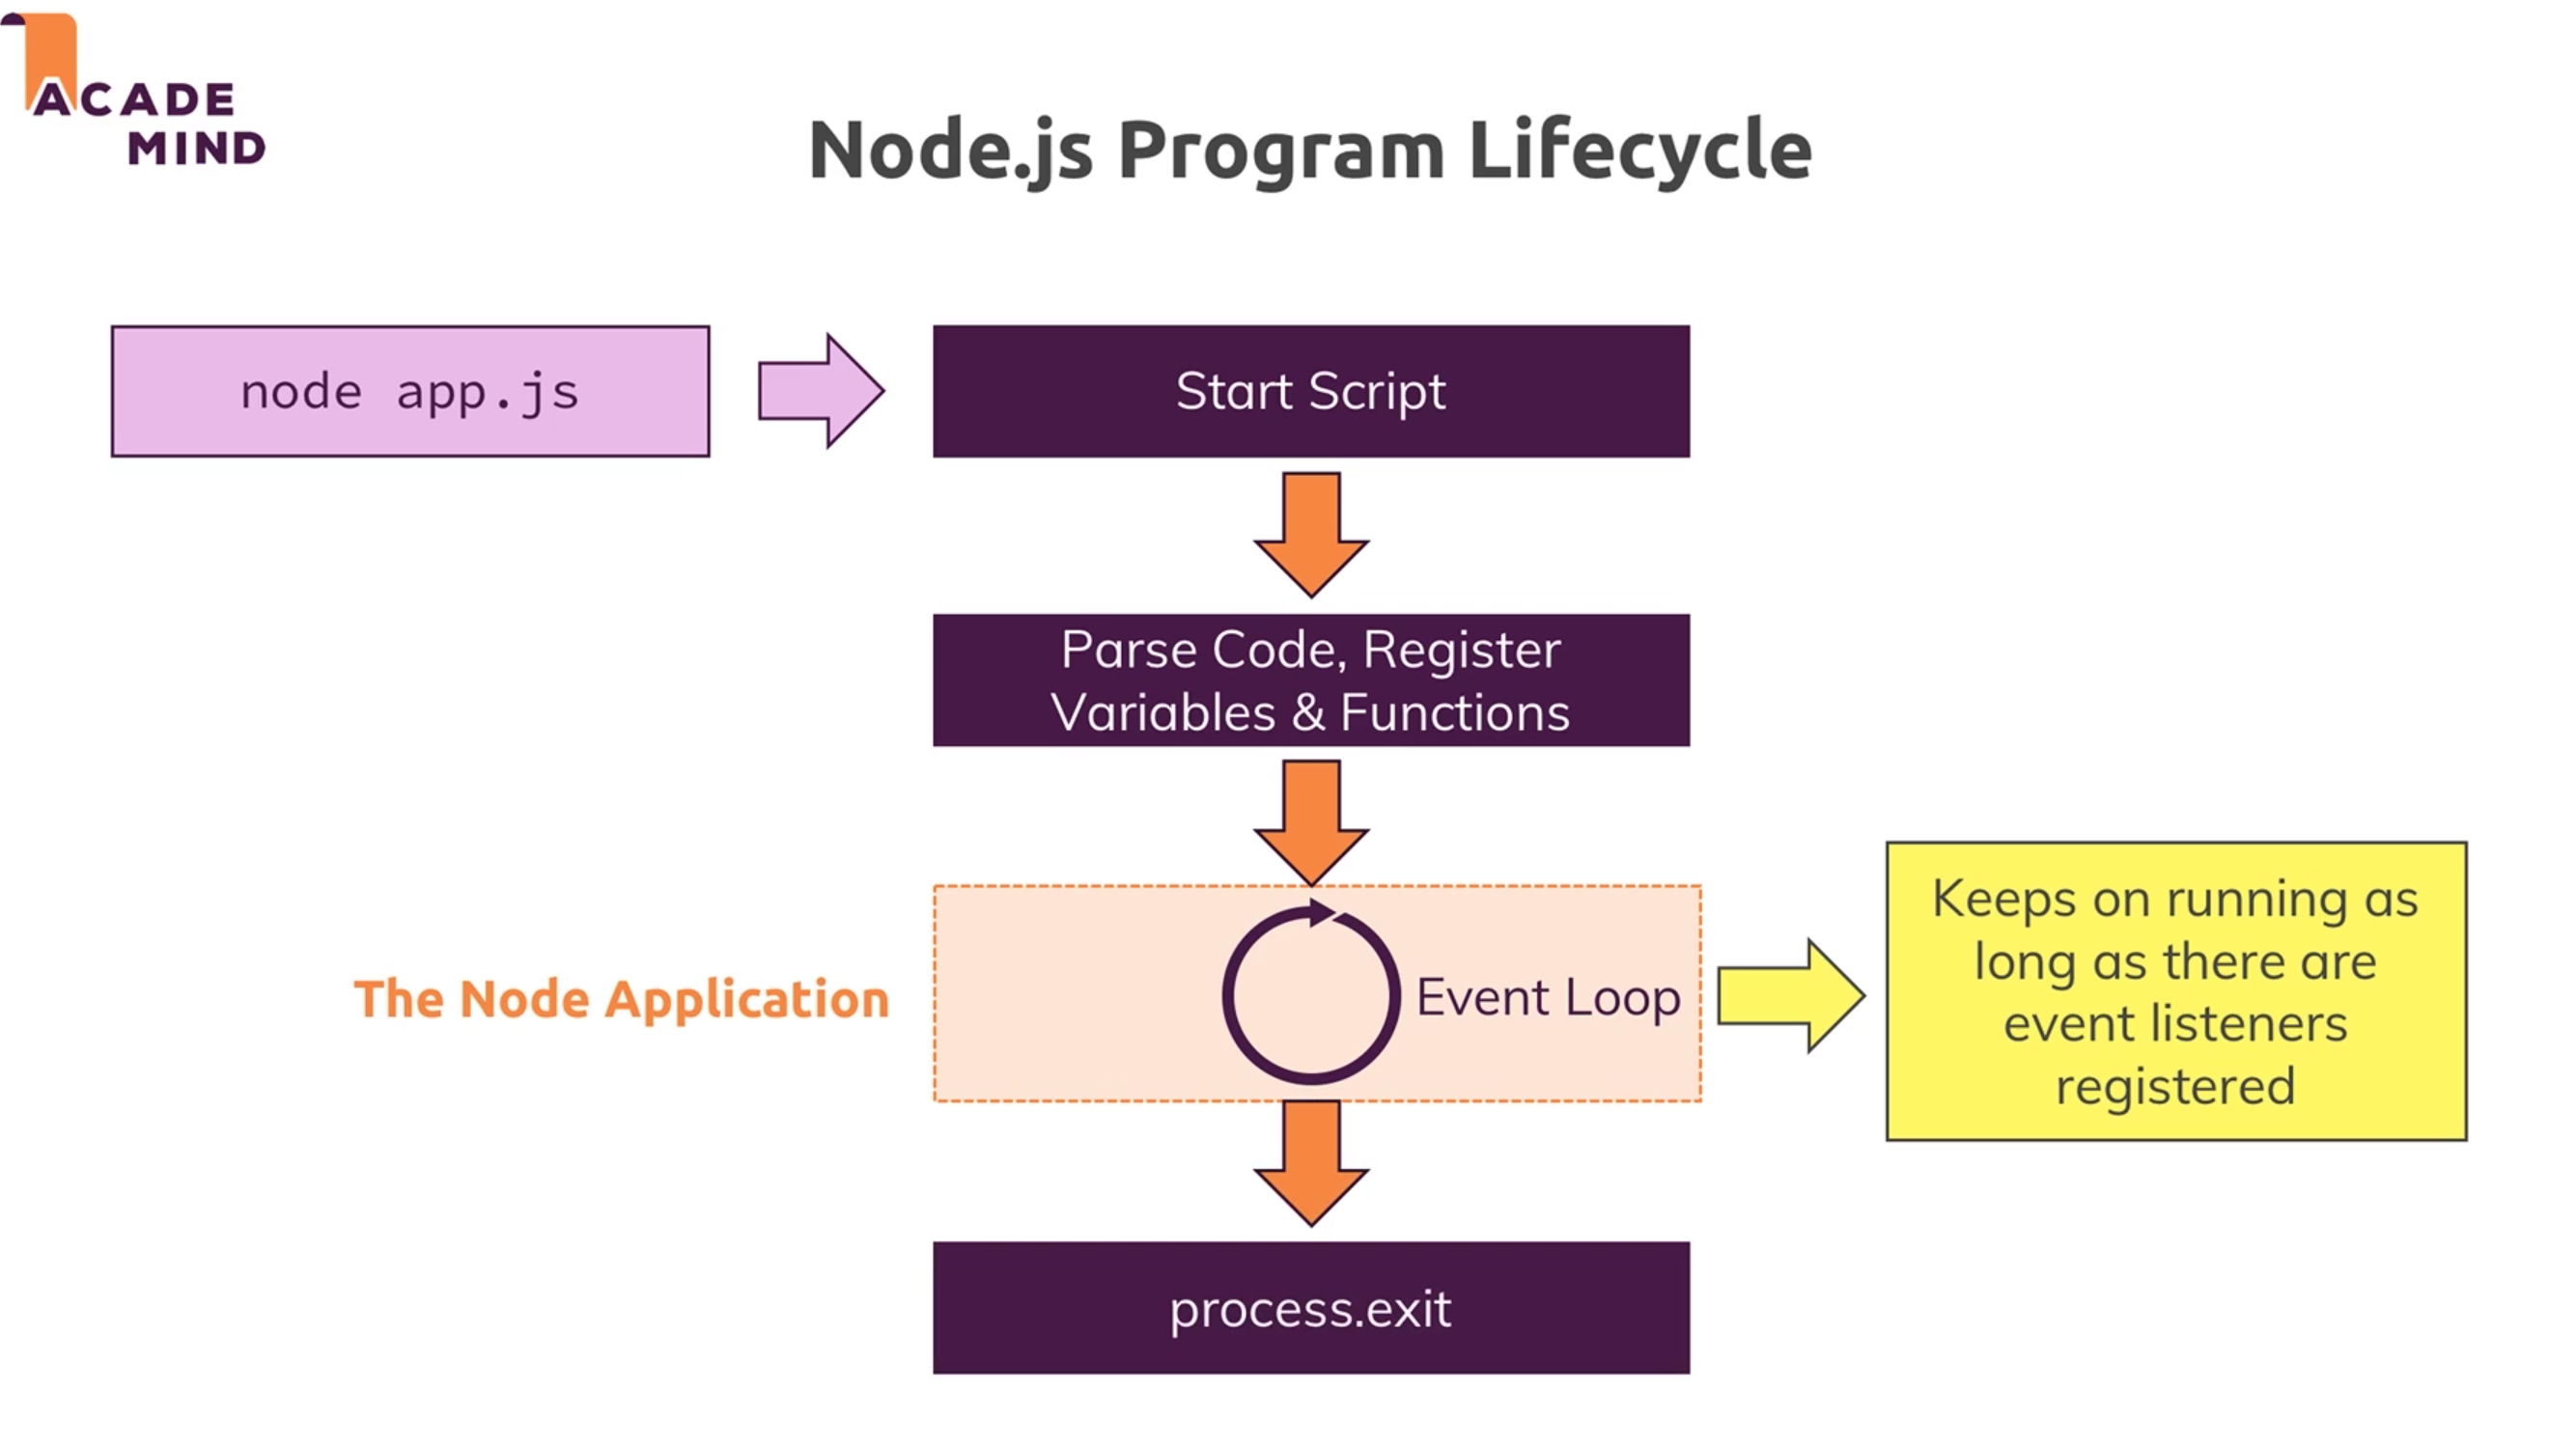 ACADE
MIND
Node.js Program Lifecycle
node app.js
Start Script
Parse Code, Register
Variables & Functions
The Node Application
Event Loop
Keeps on running as
long as there are
event listeners
registered
process.exit